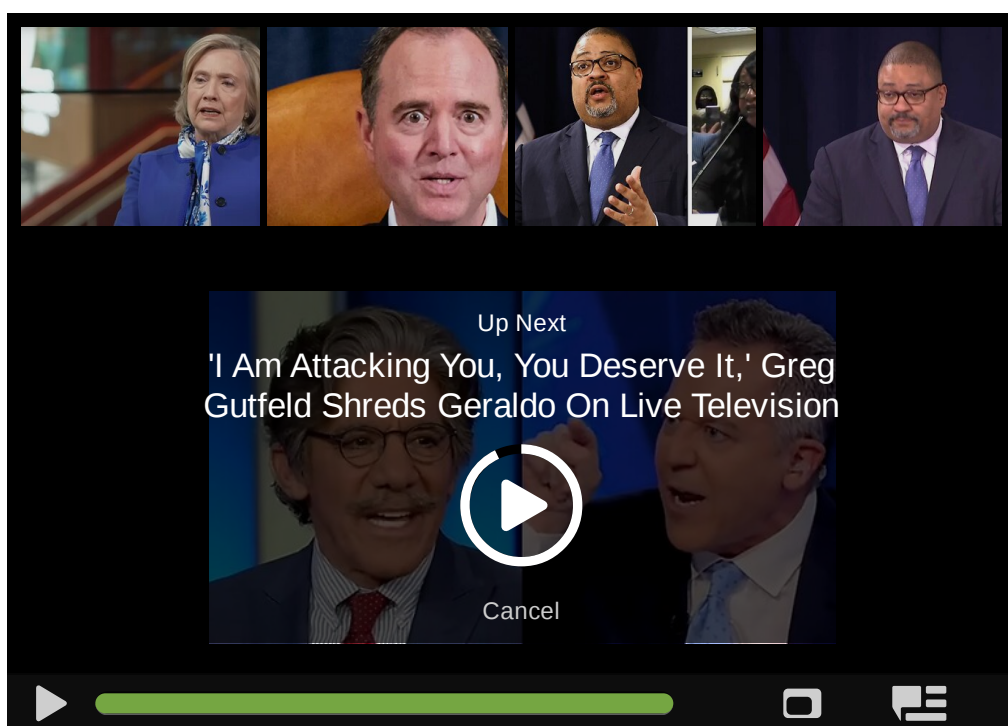 Up Next
'I Am Attacking You, You Deserve It,' Greg
Gutfeld Shreds Geraldo On Live Television
Cancel